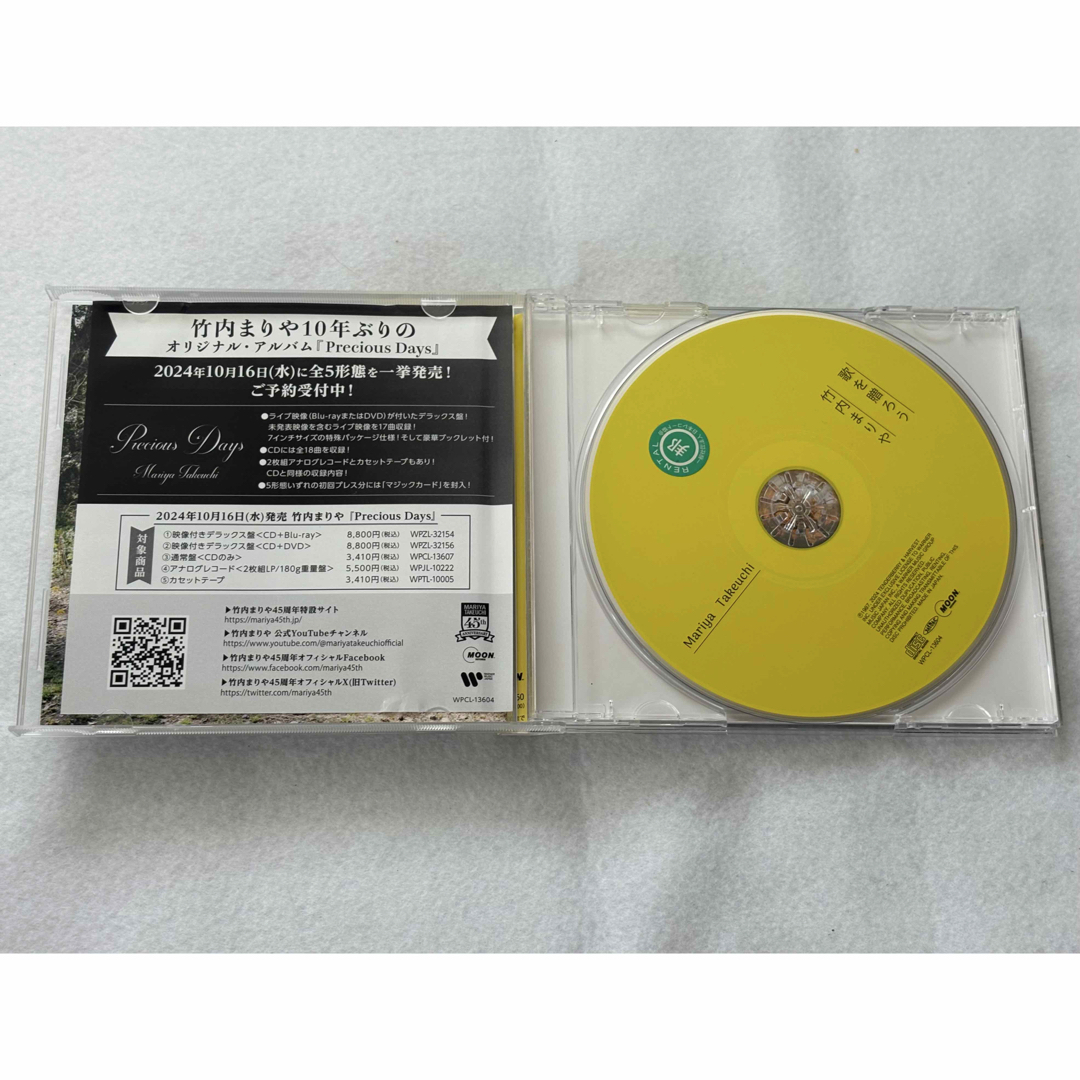 竹内まりや10年ぶりの
オリジナル・アルバム『Precious Days』
2024年10月16日(水)に全5形態を一挙発売！
ご予約受付中！
Precious Days
Mariya Takeuchi
●ライブ映像(Blu-rayまたはDVD)が付いたデラックス盤！
未発表映像を含むライブ映像を17曲収録！
7インチサイズの特殊パッケージ仕様！そして豪華ブックレット付！
●CDには全18曲を収録！
●2枚組アナログレコードとカセットテープもあり！
CDと同様の収録内容！
●5形態いずれの初回プレス分には「マジックカード」を封入！
2024年10月16日(水)発売 竹内まりや『Precious Days』
対象商品
①映像付きデラックス盤<CD+Blu-ray> 8,800円(税込) WPZL-32154
②映像付きデラックス盤<CD+DVD> 8,800円(税込) WPZL-32156
③通常盤<CDのみ> 3,410円(税込) WPCL-13607
④アナログレコード<2枚組LP/180g重量盤> 5,500円(税込) WPJL-10222
⑤カセットテープ 3,410円(税込) WPTL-10005
▶竹内まりや45周年特設サイト
https://mariya45th.jp/
▶竹内まりや 公式YouTubeチャンネル
https://www.youtube.com/@mariyatakeuchiofficial
▶竹内まりや45周年オフィシャルFacebook
https://www.facebook.com/mariya45th
▶竹内まりや45周年オフィシャルX(旧Twitter)
https://twitter.com/mariya45th
MARIYA
TAKEUCHI
45th
ANNIVERSARY
MOON
WPCL-13604
歌を贈ろう
竹内まりや
RENTAL
Mariya Takeuchi
MOON
WPCL-13604